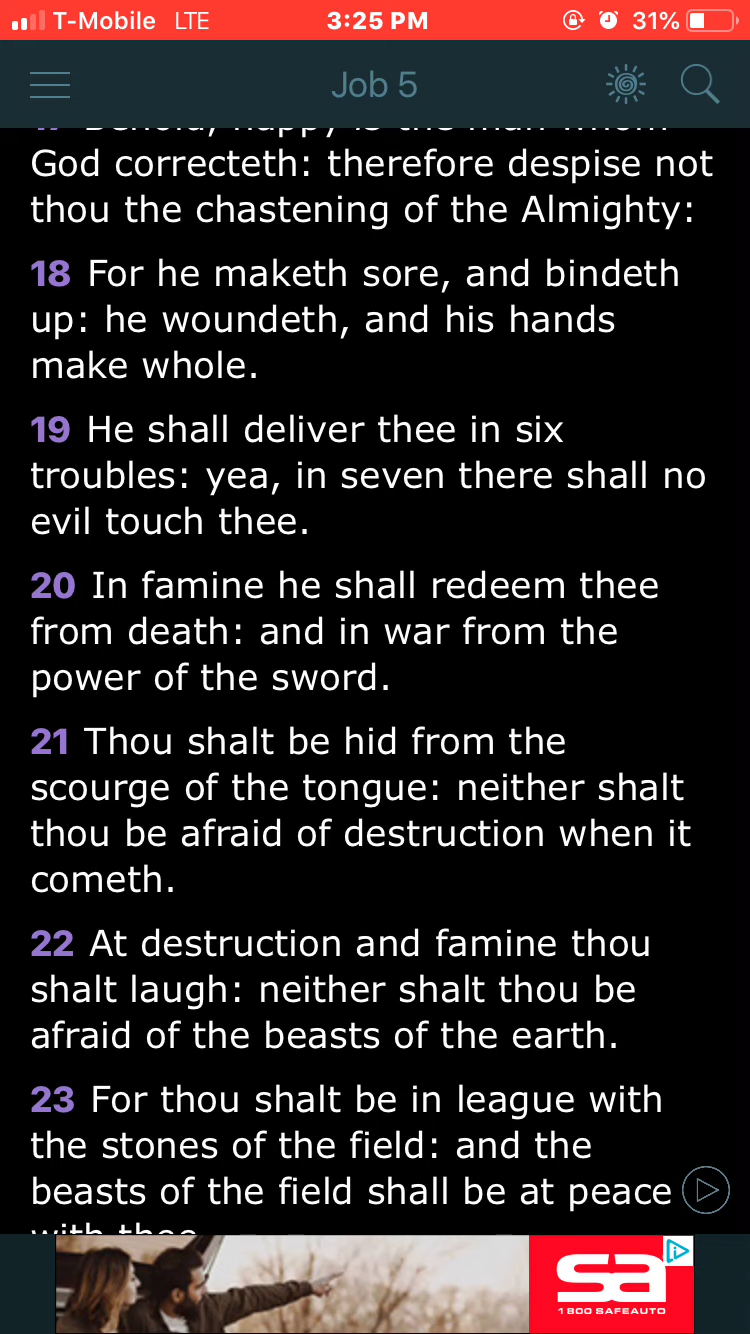 T-Mobile LTE 3:25 PM 31%
Job 5
God correcteth: therefore despise not
thou the chastening of the Almighty:
18 For he maketh sore, and bindeth
up: he woundeth, and his hands
make whole.
19 He shall deliver thee in six
troubles: yea, in seven there shall no
evil touch thee.
20 In famine he shall redeem thee
from death: and in war from the
power of the sword.
21 Thou shalt be hid from the
scourge of the tongue: neither shalt
thou be afraid of destruction when it
cometh.
22 At destruction and famine thou
shalt laugh: neither shalt thou be
afraid of the beasts of the earth.
23 For thou shalt be in league with
the stones of the field: and the
beasts of the field shall be at peace
with thee
sa
1 800 SAFEAUTO